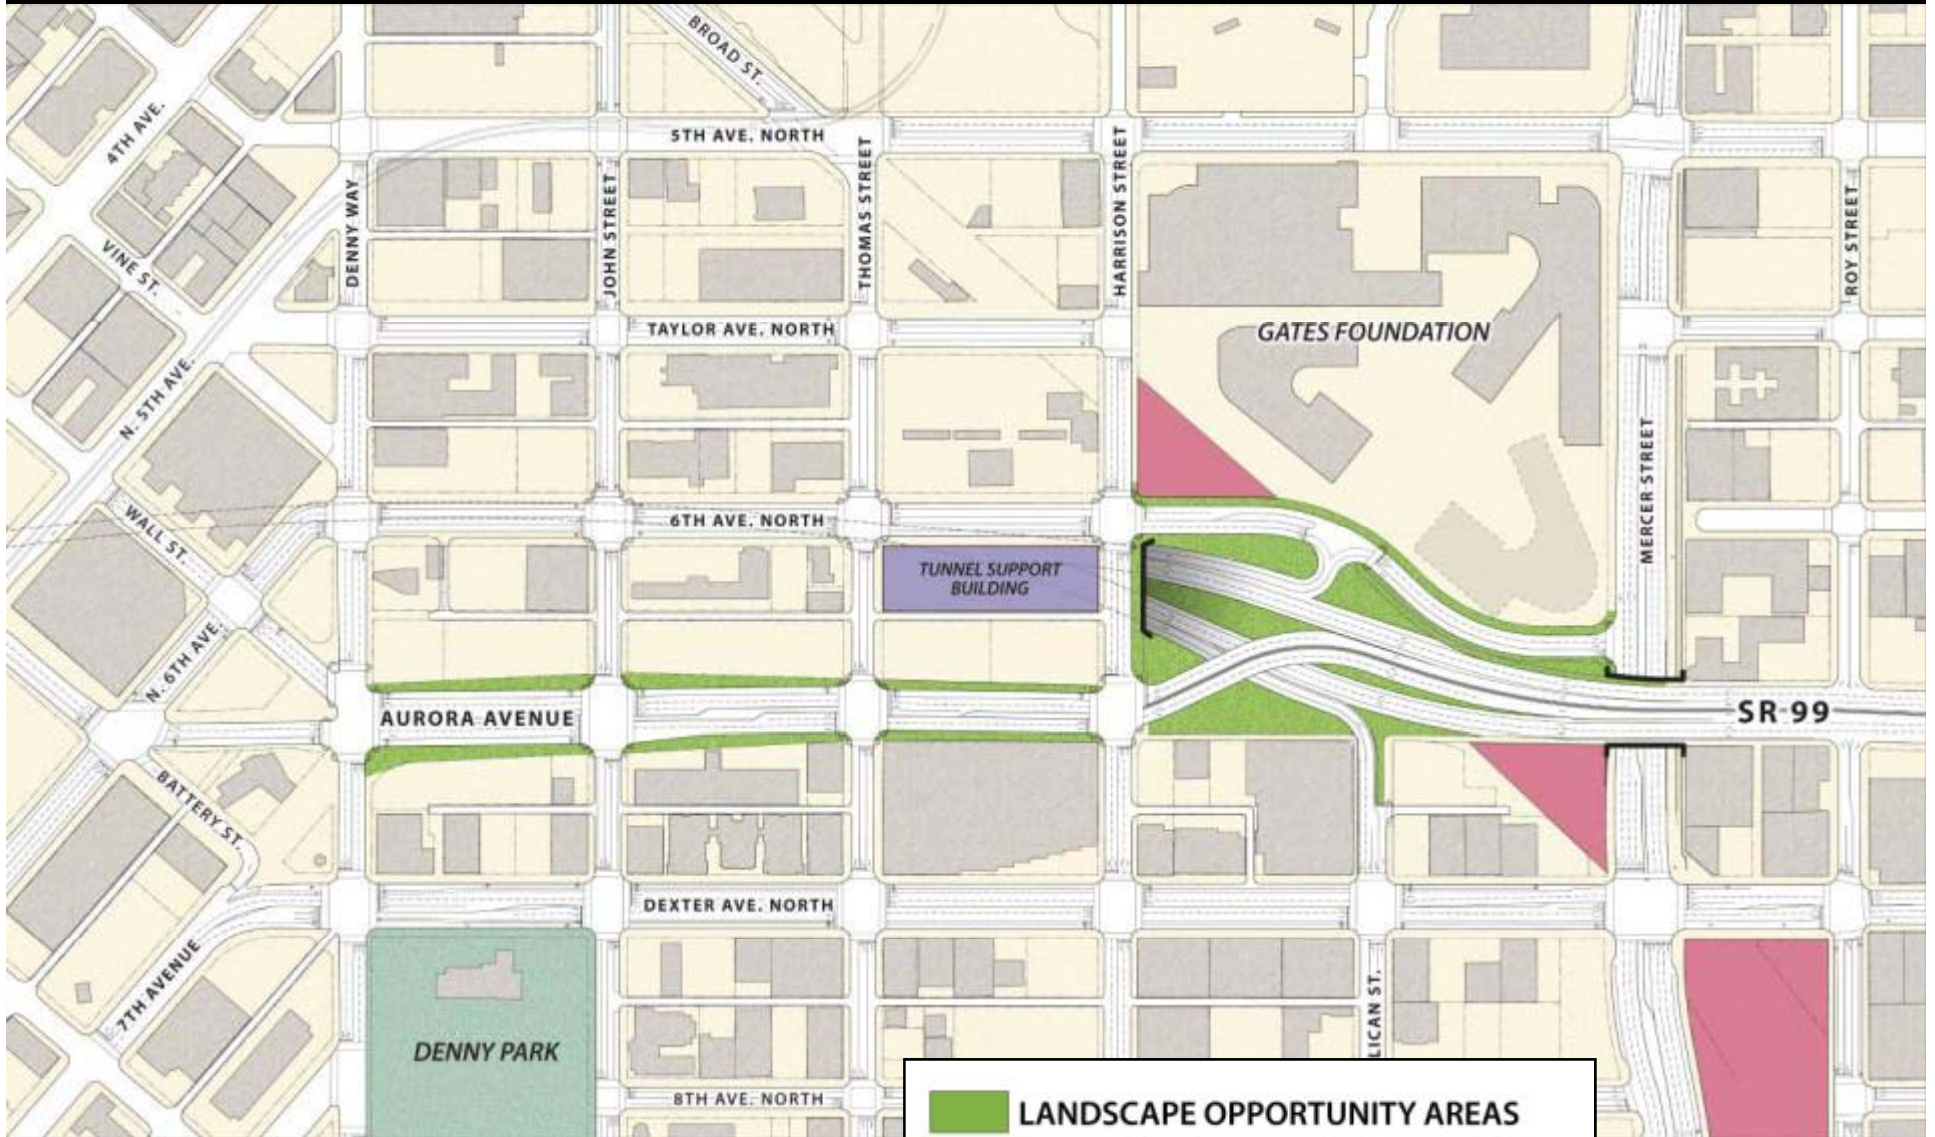 BROAD ST.
4TH AVE.
5TH AVE. NORTH
DENNY WAY
JOHN STREET
THOMAS STREET
HARRISON STREET
ROY STREET
VINE ST.
TAYLOR AVE. NORTH
GATES FOUNDATION
N. 5TH AVE.
MERCER STREET
WALL ST.
6TH AVE. NORTH
TUNNEL SUPPORT
BUILDING
N. 6TH AVE.
AURORA AVENUE
SR 99
BATTERY ST.
DEXTER AVE. NORTH
7TH AVENUE
LICAN ST.
DENNY PARK
8TH AVE. NORTH
LANDSCAPE OPPORTUNITY AREAS